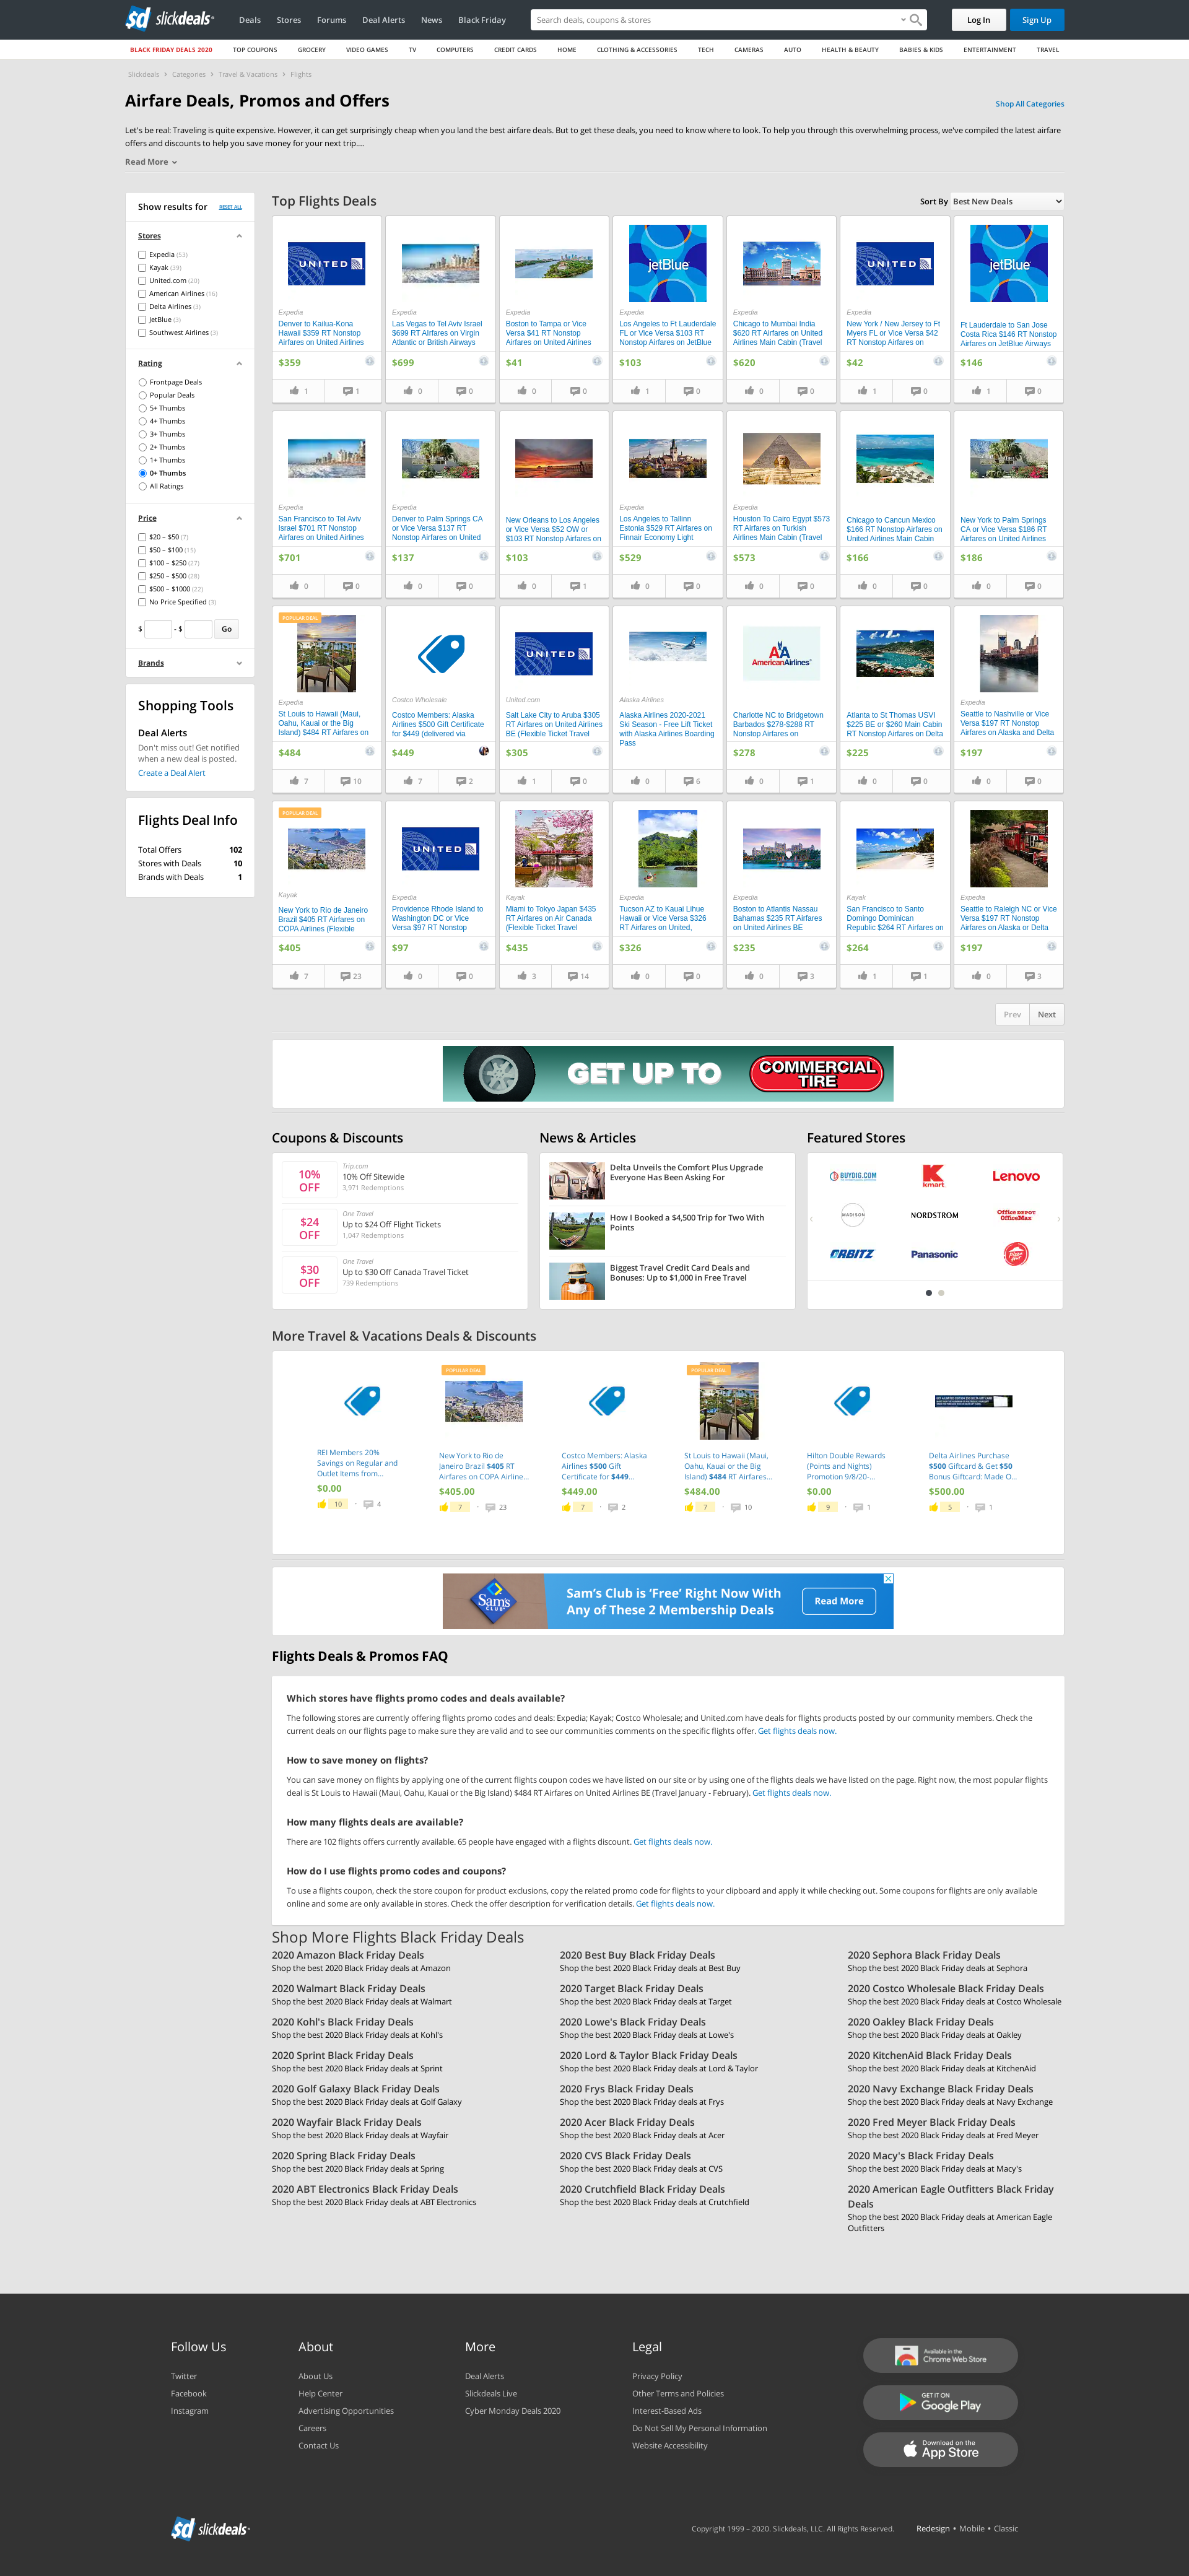 sd slickdeals
Deals Stores Forums Deal Alerts News Black Friday
Search deals, coupons & stores
Log In Sign Up
BLACK FRIDAY DEALS 2020 TOP COUPONS GROCERY VIDEO GAMES TV COMPUTERS CREDIT CARDS HOME CLOTHING & ACCESSORIES TECH CAMERAS AUTO HEALTH & BEAUTY BABIES & KIDS ENTERTAINMENT TRAVEL
Slickdeals › Categories › Travel & Vacations › Flights
Airfare Deals, Promos and Offers
Shop All Categories
Let's be real: Traveling is quite expensive. However, it can get surprisingly cheap when you land the best airfare deals. But to get these deals, you need to know where to look. To help you through this overwhelming process, we've compiled the latest airfare
offers and discounts to help you save money for your next trip....
Read More
Show results for RESET ALL
Stores
Expedia (53)
Kayak (39)
United.com (20)
American Airlines (16)
Delta Airlines (3)
JetBlue (3)
Southwest Airlines (3)
Rating
Frontpage Deals
Popular Deals
5+ Thumbs
4+ Thumbs
3+ Thumbs
2+ Thumbs
1+ Thumbs
0+ Thumbs
All Ratings
Price
$20 – $50 (7)
$50 – $100 (15)
$100 – $250 (27)
$250 – $500 (28)
$500 – $1000 (22)
No Price Specified (3)
$ - $ Go
Brands
Shopping Tools
Deal Alerts
Don't miss out! Get notified
when a new deal is posted.
Create a Deal Alert
Flights Deal Info
Total Offers 102
Stores with Deals 10
Brands with Deals 1
Top Flights Deals
Sort By Best New Deals
UNITED
Expedia
Denver to Kailua-Kona
Hawaii $359 RT Nonstop
Airfares on United Airlines
$359
1 1
Expedia
Las Vegas to Tel Aviv Israel
$699 RT AIrfares on Virgin
Atlantic or British Airways
$699
0 0
Expedia
Boston to Tampa or Vice
Versa $41 RT Nonstop
Airfares on United Airlines
$41
0 0
jetBlue
Expedia
Los Angeles to Ft Lauderdale
FL or Vice Versa $103 RT
Nonstop Airfares on JetBlue
$103
1 0
Expedia
Chicago to Mumbai India
$620 RT Airfares on United
Airlines Main Cabin (Travel
$620
0 0
UNITED
Expedia
New York / New Jersey to Ft
Myers FL or Vice Versa $42
RT Nonstop Airfares on
$42
1 0
jetBlue
Ft Lauderdale to San Jose
Costa Rica $146 RT Nonstop
Airfares on JetBlue Airways
$146
1 0
Expedia
San Francisco to Tel Aviv
Israel $701 RT Nonstop
Airfares on United Airlines
$701
0 0
Expedia
Denver to Palm Springs CA
or Vice Versa $137 RT
Nonstop Airfares on United
$137
0 0
New Orleans to Los Angeles
or Vice Versa $52 OW or
$103 RT Nonstop Airfares on
$103
0 1
Expedia
Los Angeles to Tallinn
Estonia $529 RT Airfares on
Finnair Economy Light
$529
0 0
Expedia
Houston To Cairo Egypt $573
RT Airfares on Turkish
Airlines Main Cabin (Travel
$573
0 0
Chicago to Cancun Mexico
$166 RT Nonstop Airfares on
United Airlines Main Cabin
$166
0 0
New York to Palm Springs
CA or Vice Versa $186 RT
Airfares on United Airlines
$186
0 0
POPULAR DEAL
Expedia
St Louis to Hawaii (Maui,
Oahu, Kauai or the Big
Island) $484 RT Airfares on
$484
7 10
Costco Wholesale
Costco Members: Alaska
Airlines $500 Gift Certificate
for $449 (delivered via
$449
7 2
UNITED
United.com
Salt Lake City to Aruba $305
RT Airfares on United Airlines
BE (Flexible Ticket Travel
$305
1 0
Alaska Airlines
Alaska Airlines 2020-2021
Ski Season - Free Lift Ticket
with Alaska Airlines Boarding
Pass
0 6
AA
AmericanAirlines
Charlotte NC to Bridgetown
Barbados $278-$288 RT
Nonstop Airfares on
$278
0 1
Atlanta to St Thomas USVI
$225 BE or $260 Main Cabin
RT Nonstop Airfares on Delta
$225
0 0
Expedia
Seattle to Nashville or Vice
Versa $197 RT Nonstop
Airfares on Alaska and Delta
$197
0 0
POPULAR DEAL
Kayak
New York to Rio de Janeiro
Brazil $405 RT Airfares on
COPA Airlines (Flexible
$405
7 23
UNITED
Expedia
Providence Rhode Island to
Washington DC or Vice
Versa $97 RT Nonstop
$97
0 0
Kayak
Miami to Tokyo Japan $435
RT Airfares on Air Canada
(Flexible Ticket Travel
$435
3 14
Expedia
Tucson AZ to Kauai Lihue
Hawaii or Vice Versa $326
RT Airfares on United,
$326
0 0
Expedia
Boston to Atlantis Nassau
Bahamas $235 RT Airfares
on United Airlines BE
$235
0 3
Kayak
San Francisco to Santo
Domingo Dominican
Republic $264 RT Airfares on
$264
1 1
Expedia
Seattle to Raleigh NC or Vice
Versa $197 RT Nonstop
Airfares on Alaska or Delta
$197
0 3
Prev Next
GET UP TO COMMERCIAL TIRE
Coupons & Discounts
10% OFF
Trip.com
10% Off Sitewide
3,971 Redemptions
$24 OFF
One Travel
Up to $24 Off Flight Tickets
1,047 Redemptions
$30 OFF
One Travel
Up to $30 Off Canada Travel Ticket
739 Redemptions
News & Articles
Delta Unveils the Comfort Plus Upgrade
Everyone Has Been Asking For
How I Booked a $4,500 Trip for Two With
Points
Biggest Travel Credit Card Deals and
Bonuses: Up to $1,000 in Free Travel
Featured Stores
BUYDIG.COM kmart Lenovo
MADISON NORDSTROM Office DEPOT OfficeMax
ORBITZ Panasonic
More Travel & Vacations Deals & Discounts
REI Members 20%
Savings on Regular and
Outlet Items from...
$0.00
10 • 4
POPULAR DEAL
New York to Rio de
Janeiro Brazil $405 RT
Airfares on COPA Airline...
$405.00
7 • 23
Costco Members: Alaska
Airlines $500 Gift
Certificate for $449...
$449.00
7 • 2
POPULAR DEAL
St Louis to Hawaii (Maui,
Oahu, Kauai or the Big
Island) $484 RT Airfares...
$484.00
7 • 10
Hilton Double Rewards
(Points and Nights)
Promotion 9/8/20-...
$0.00
9 • 1
Delta Airlines Purchase
$500 Giftcard & Get $50
Bonus Giftcard: Made O...
$500.00
5 • 1
Sam's CLUB
Sam's Club is 'Free' Right Now With
Any of These 2 Membership Deals
Read More
Flights Deals & Promos FAQ
Which stores have flights promo codes and deals available?
The following stores are currently offering flights promo codes and deals: Expedia; Kayak; Costco Wholesale; and United.com have deals for flights products posted by our community members. Check the
current deals on our flights page to make sure they are valid and to see our communities comments on the specific flights offer. Get flights deals now.
How to save money on flights?
You can save money on flights by applying one of the current flights coupon codes we have listed on our site or by using one of the flights deals we have listed on the page. Right now, the most popular flights
deal is St Louis to Hawaii (Maui, Oahu, Kauai or the Big Island) $484 RT Airfares on United Airlines BE (Travel January - February). Get flights deals now.
How many flights deals are available?
There are 102 flights offers currently available. 65 people have engaged with a flights discount. Get flights deals now.
How do I use flights promo codes and coupons?
To use a flights coupon, check the store coupon for product exclusions, copy the related promo code for flights to your clipboard and apply it while checking out. Some coupons for flights are only available
online and some are only available in stores. Check the offer description for verification details. Get flights deals now.
Shop More Flights Black Friday Deals
2020 Amazon Black Friday Deals
Shop the best 2020 Black Friday deals at Amazon
2020 Best Buy Black Friday Deals
Shop the best 2020 Black Friday deals at Best Buy
2020 Sephora Black Friday Deals
Shop the best 2020 Black Friday deals at Sephora
2020 Walmart Black Friday Deals
Shop the best 2020 Black Friday deals at Walmart
2020 Target Black Friday Deals
Shop the best 2020 Black Friday deals at Target
2020 Costco Wholesale Black Friday Deals
Shop the best 2020 Black Friday deals at Costco Wholesale
2020 Kohl's Black Friday Deals
Shop the best 2020 Black Friday deals at Kohl's
2020 Lowe's Black Friday Deals
Shop the best 2020 Black Friday deals at Lowe's
2020 Oakley Black Friday Deals
Shop the best 2020 Black Friday deals at Oakley
2020 Sprint Black Friday Deals
Shop the best 2020 Black Friday deals at Sprint
2020 Lord & Taylor Black Friday Deals
Shop the best 2020 Black Friday deals at Lord & Taylor
2020 KitchenAid Black Friday Deals
Shop the best 2020 Black Friday deals at KitchenAid
2020 Golf Galaxy Black Friday Deals
Shop the best 2020 Black Friday deals at Golf Galaxy
2020 Frys Black Friday Deals
Shop the best 2020 Black Friday deals at Frys
2020 Navy Exchange Black Friday Deals
Shop the best 2020 Black Friday deals at Navy Exchange
2020 Wayfair Black Friday Deals
Shop the best 2020 Black Friday deals at Wayfair
2020 Acer Black Friday Deals
Shop the best 2020 Black Friday deals at Acer
2020 Fred Meyer Black Friday Deals
Shop the best 2020 Black Friday deals at Fred Meyer
2020 Spring Black Friday Deals
Shop the best 2020 Black Friday deals at Spring
2020 CVS Black Friday Deals
Shop the best 2020 Black Friday deals at CVS
2020 Macy's Black Friday Deals
Shop the best 2020 Black Friday deals at Macy's
2020 ABT Electronics Black Friday Deals
Shop the best 2020 Black Friday deals at ABT Electronics
2020 Crutchfield Black Friday Deals
Shop the best 2020 Black Friday deals at Crutchfield
2020 American Eagle Outfitters Black Friday
Deals
Shop the best 2020 Black Friday deals at American Eagle
Outfitters
Follow Us
Twitter
Facebook
Instagram
About
About Us
Help Center
Advertising Opportunities
Careers
Contact Us
More
Deal Alerts
Slickdeals Live
Cyber Monday Deals 2020
Legal
Privacy Policy
Other Terms and Policies
Interest-Based Ads
Do Not Sell My Personal Information
Website Accessibility
Available in the
Chrome Web Store
GET IT ON
Google Play
Download on the
App Store
sd slickdeals
Copyright 1999 – 2020. Slickdeals, LLC. All Rights Reserved. Redesign • Mobile • Classic